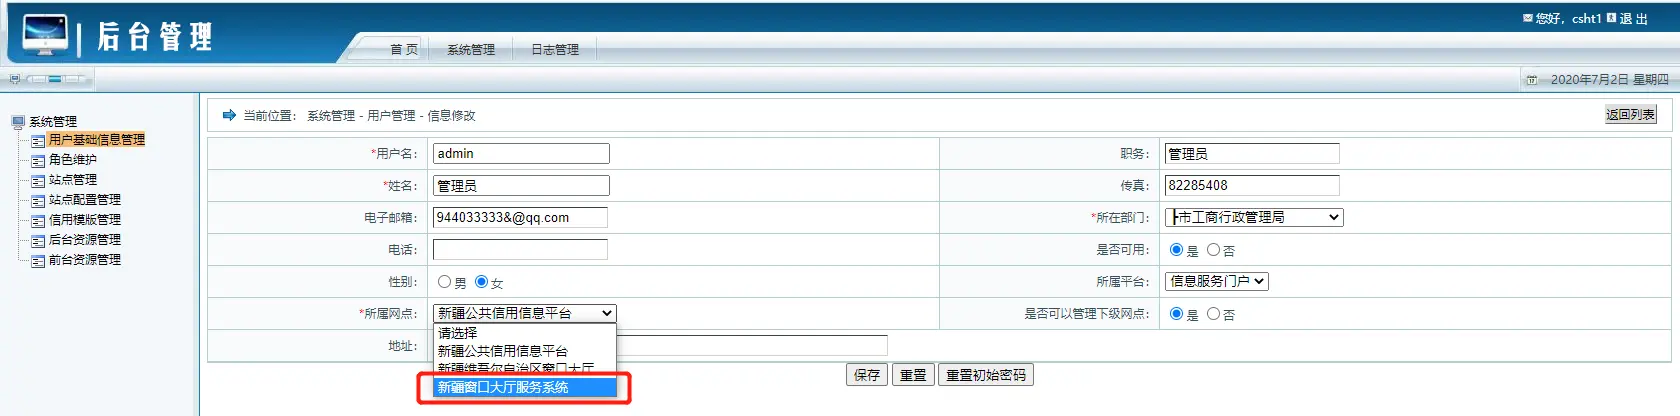 您好，csht1 退 出
后台管理
首 页 系统管理 日志管理
2020年7月2日 星期四
系统管理
用户基础信息管理
角色维护
站点管理
站点配置管理
信用模版管理
后台资源管理
前台资源管理
当前位置： 系统管理 - 用户管理 - 信息修改 返回列表
*用户名： admin 职务： 管理员
*姓名： 管理员 传真： 82285408
电子邮箱： 944033333&@qq.com *所在部门： ┣市工商行政管理局
电话： 是否可用： 是 否
性别： 男 女 所属平台： 信息服务门户
*所属网点： 新疆公共信用信息平台 是否可以管理下级网点： 是 否
请选择
地址： 新疆公共信用信息平台
新疆维吾尔自治区窗口大厅
新疆窗口大厅服务系统
保存 重置 重置初始密码